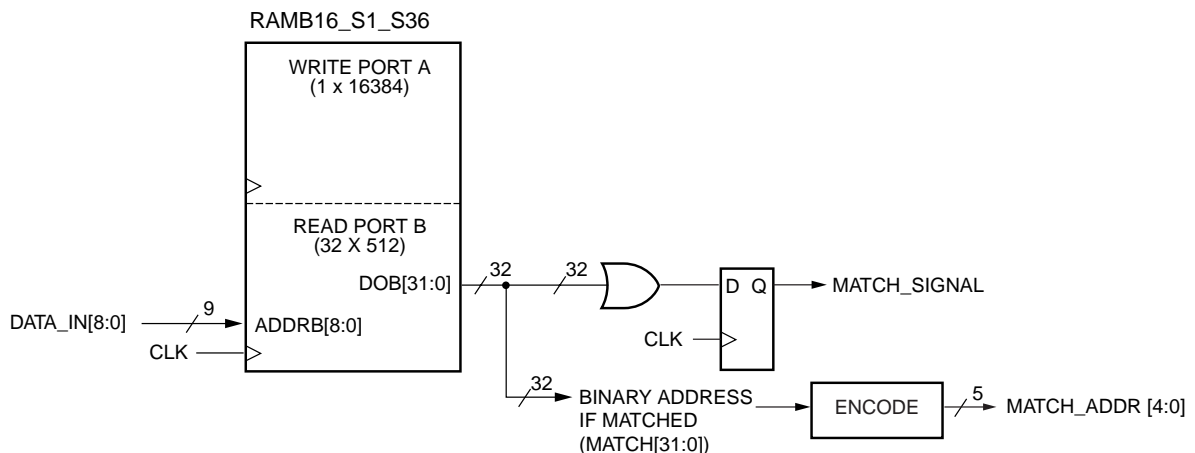 RAMB16_S1_S36
WRITE PORT A
(1 x 16384)
READ PORT B
(32 X 512)
DOB[31:0]
32
32
D Q
MATCH_SIGNAL
DATA_IN[8:0]
9
ADDRB[8:0]
CLK
CLK
32
BINARY ADDRESS
IF MATCHED
(MATCH[31:0])
ENCODE
5
MATCH_ADDR [4:0]